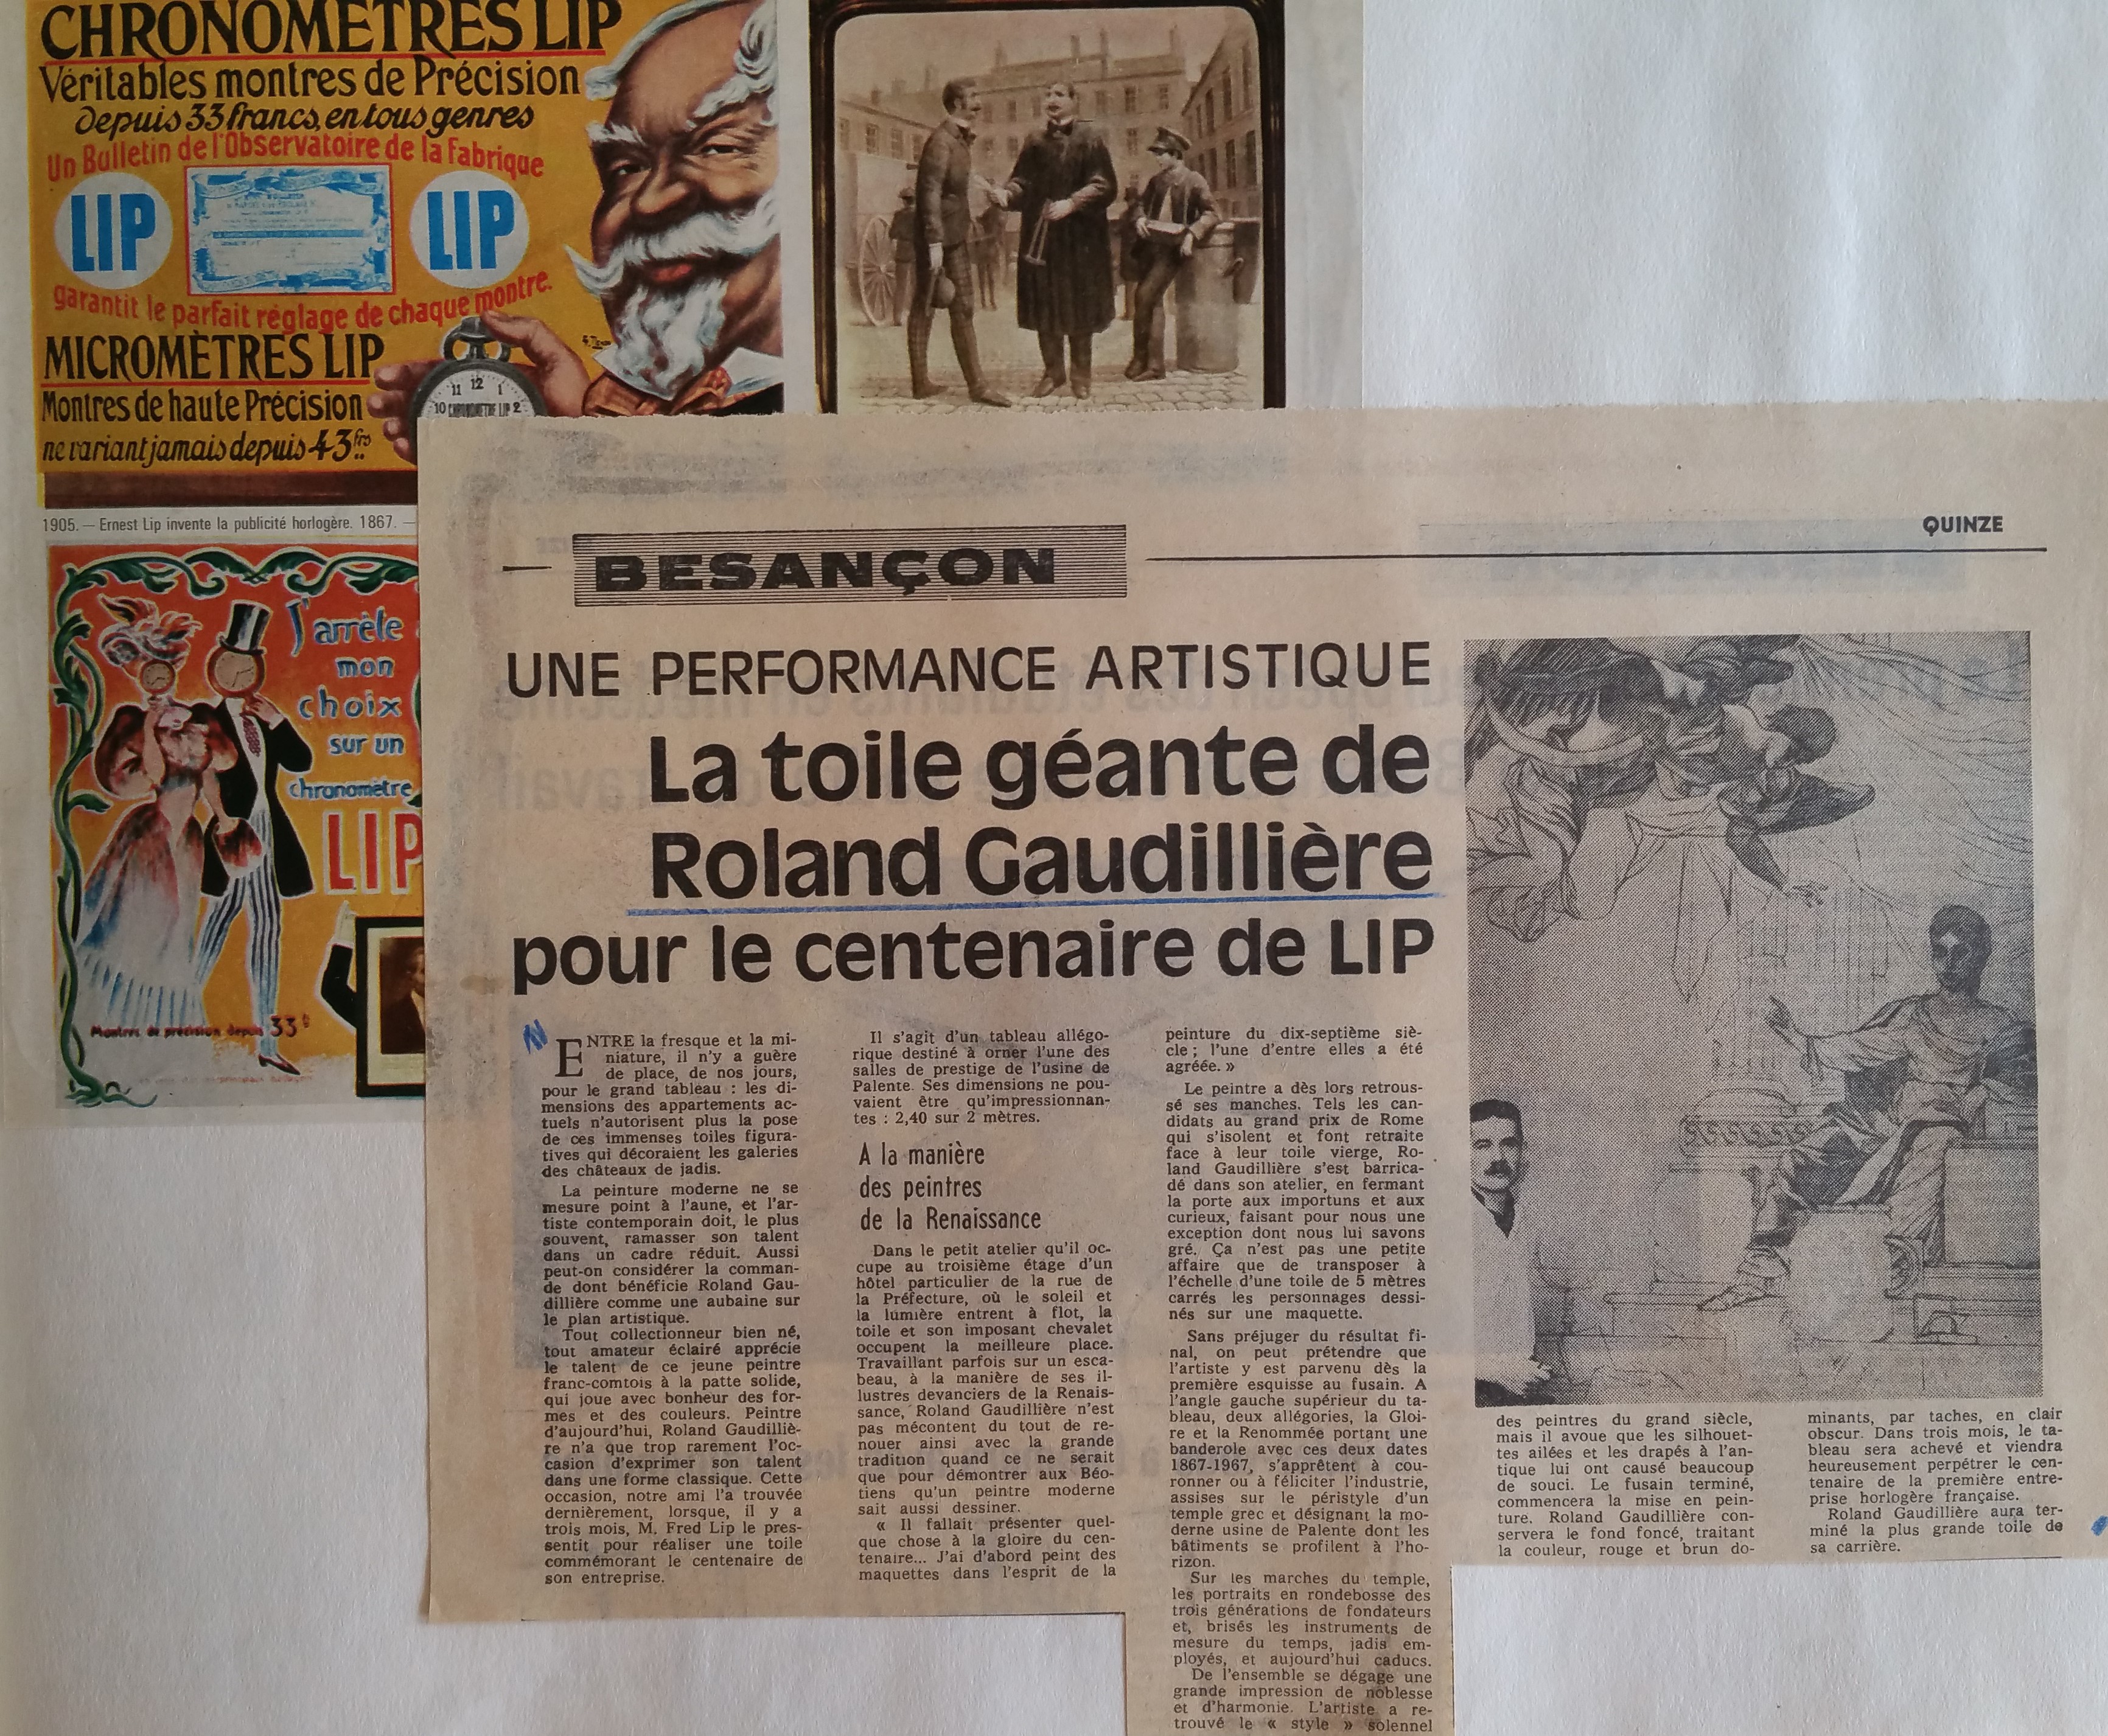 CHRONOMÈTRES LIP
Véritables montres de Précision
depuis 33 francs, en tous genres
Un Bulletin de l'Observatoire de la Fabrique
LIP
LIP
garantit le parfait réglage de chaque montre.
MICROMÈTRES LIP
Montres de haute Précision
ne variant jamais depuis 43 frs
11 12 1
10 CHRONOMETRE LIP 2
1905. — Ernest Lip invente la publicité horlogère. 1867. —
J'arrête
mon
choix
sur un
chronomètre
LIP
Montres de précision depuis 33 f
QUINZE
BESANÇON
UNE PERFORMANCE ARTISTIQUE
La toile géante de
Roland Gaudillière
pour le centenaire de LIP
ENTRE la fresque et la mi-
niature, il n'y a guère
de place, de nos jours,
pour le grand tableau : les di-
mensions des appartements ac-
tuels n'autorisent plus la pose
de ces immenses toiles figura-
tives qui décoraient les galeries
des châteaux de jadis.
La peinture moderne ne se
mesure point à l'aune, et l'ar-
tiste contemporain doit, le plus
souvent, ramasser son talent
dans un cadre réduit. Aussi
peut-on considérer la comman-
de dont bénéficie Roland Gau-
dillière comme une aubaine sur
le plan artistique.
Tout collectionneur bien né,
tout amateur éclairé apprécie
le talent de ce jeune peintre
franc-comtois à la patte solide,
qui joue avec bonheur des for-
mes et des couleurs. Peintre
d'aujourd'hui, Roland Gaudilliè-
re n'a que trop rarement l'oc-
casion d'exprimer son talent
dans une forme classique. Cette
occasion, notre ami l'a trouvée
dernièrement, lorsque, il y a
trois mois, M. Fred Lip le pres-
sentit pour réaliser une toile
commémorant le centenaire de
son entreprise.
Il s'agit d'un tableau allégo-
rique destiné à orner l'une des
salles de prestige de l'usine de
Palente. Ses dimensions ne pou-
vaient être qu'impressionnan-
tes : 2,40 sur 2 mètres.
A la manière
des peintres
de la Renaissance
Dans le petit atelier qu'il oc-
cupe au troisième étage d'un
hôtel particulier de la rue de
la Préfecture, où le soleil et
la lumière entrent à flot, la
toile et son imposant chevalet
occupent la meilleure place.
Travaillant parfois sur un esca-
beau, à la manière de ses il-
lustres devanciers de la Renais-
sance, Roland Gaudillière n'est
pas mécontent du tout de re-
nouer ainsi avec la grande
tradition quand ce ne serait
que pour démontrer aux Béo-
tiens qu'un peintre moderne
sait aussi dessiner.
« Il fallait présenter quel-
que chose à la gloire du cen-
tenaire... J'ai d'abord peint des
maquettes dans l'esprit de la
peinture du dix-septième siè-
cle ; l'une d'entre elles a été
agréée. »
Le peintre a dès lors retrous-
sé ses manches. Tels les can-
didats au grand prix de Rome
qui s'isolent et font retraite
face à leur toile vierge, Ro-
land Gaudillière s'est barrica-
dé dans son atelier, en fermant
la porte aux importuns et aux
curieux, faisant pour nous une
exception dont nous lui savons
gré. Ça n'est pas une petite
affaire que de transposer à
l'échelle d'une toile de 5 mètres
carrés les personnages dessi-
nés sur une maquette.
Sans préjuger du résultat fi-
nal, on peut prétendre que
l'artiste y est parvenu dès la
première esquisse au fusain. A
l'angle gauche supérieur du ta-
bleau, deux allégories, la Gloi-
re et la Renommée portant une
banderole avec ces deux dates
1867-1967, s'apprêtent à cou-
ronner ou à féliciter l'industrie,
assises sur le péristyle d'un
temple grec et désignant la mo-
derne usine de Palente dont les
bâtiments se profilent à l'ho-
rizon.
Sur les marches du temple,
les portraits en rondebosse des
trois générations de fondateurs
et, brisés les instruments de
mesure du temps, jadis em-
ployés, et aujourd'hui caducs.
De l'ensemble se dégage une
grande impression de noblesse
et d'harmonie. L'artiste a re-
trouvé le « style » solennel
des peintres du grand siècle,
mais il avoue que les silhouet-
tes ailées et les drapés à l'an-
tique lui ont causé beaucoup
de souci. Le fusain terminé,
commencera la mise en pein-
ture. Roland Gaudillière con-
servera le fond foncé, traitant
la couleur, rouge et brun do-
minants, par taches, en clair
obscur. Dans trois mois, le ta-
bleau sera achevé et viendra
heureusement perpétrer le cen-
tenaire de la première entre-
prise horlogère française.
Roland Gaudillière aura ter-
miné la plus grande toile de
sa carrière.